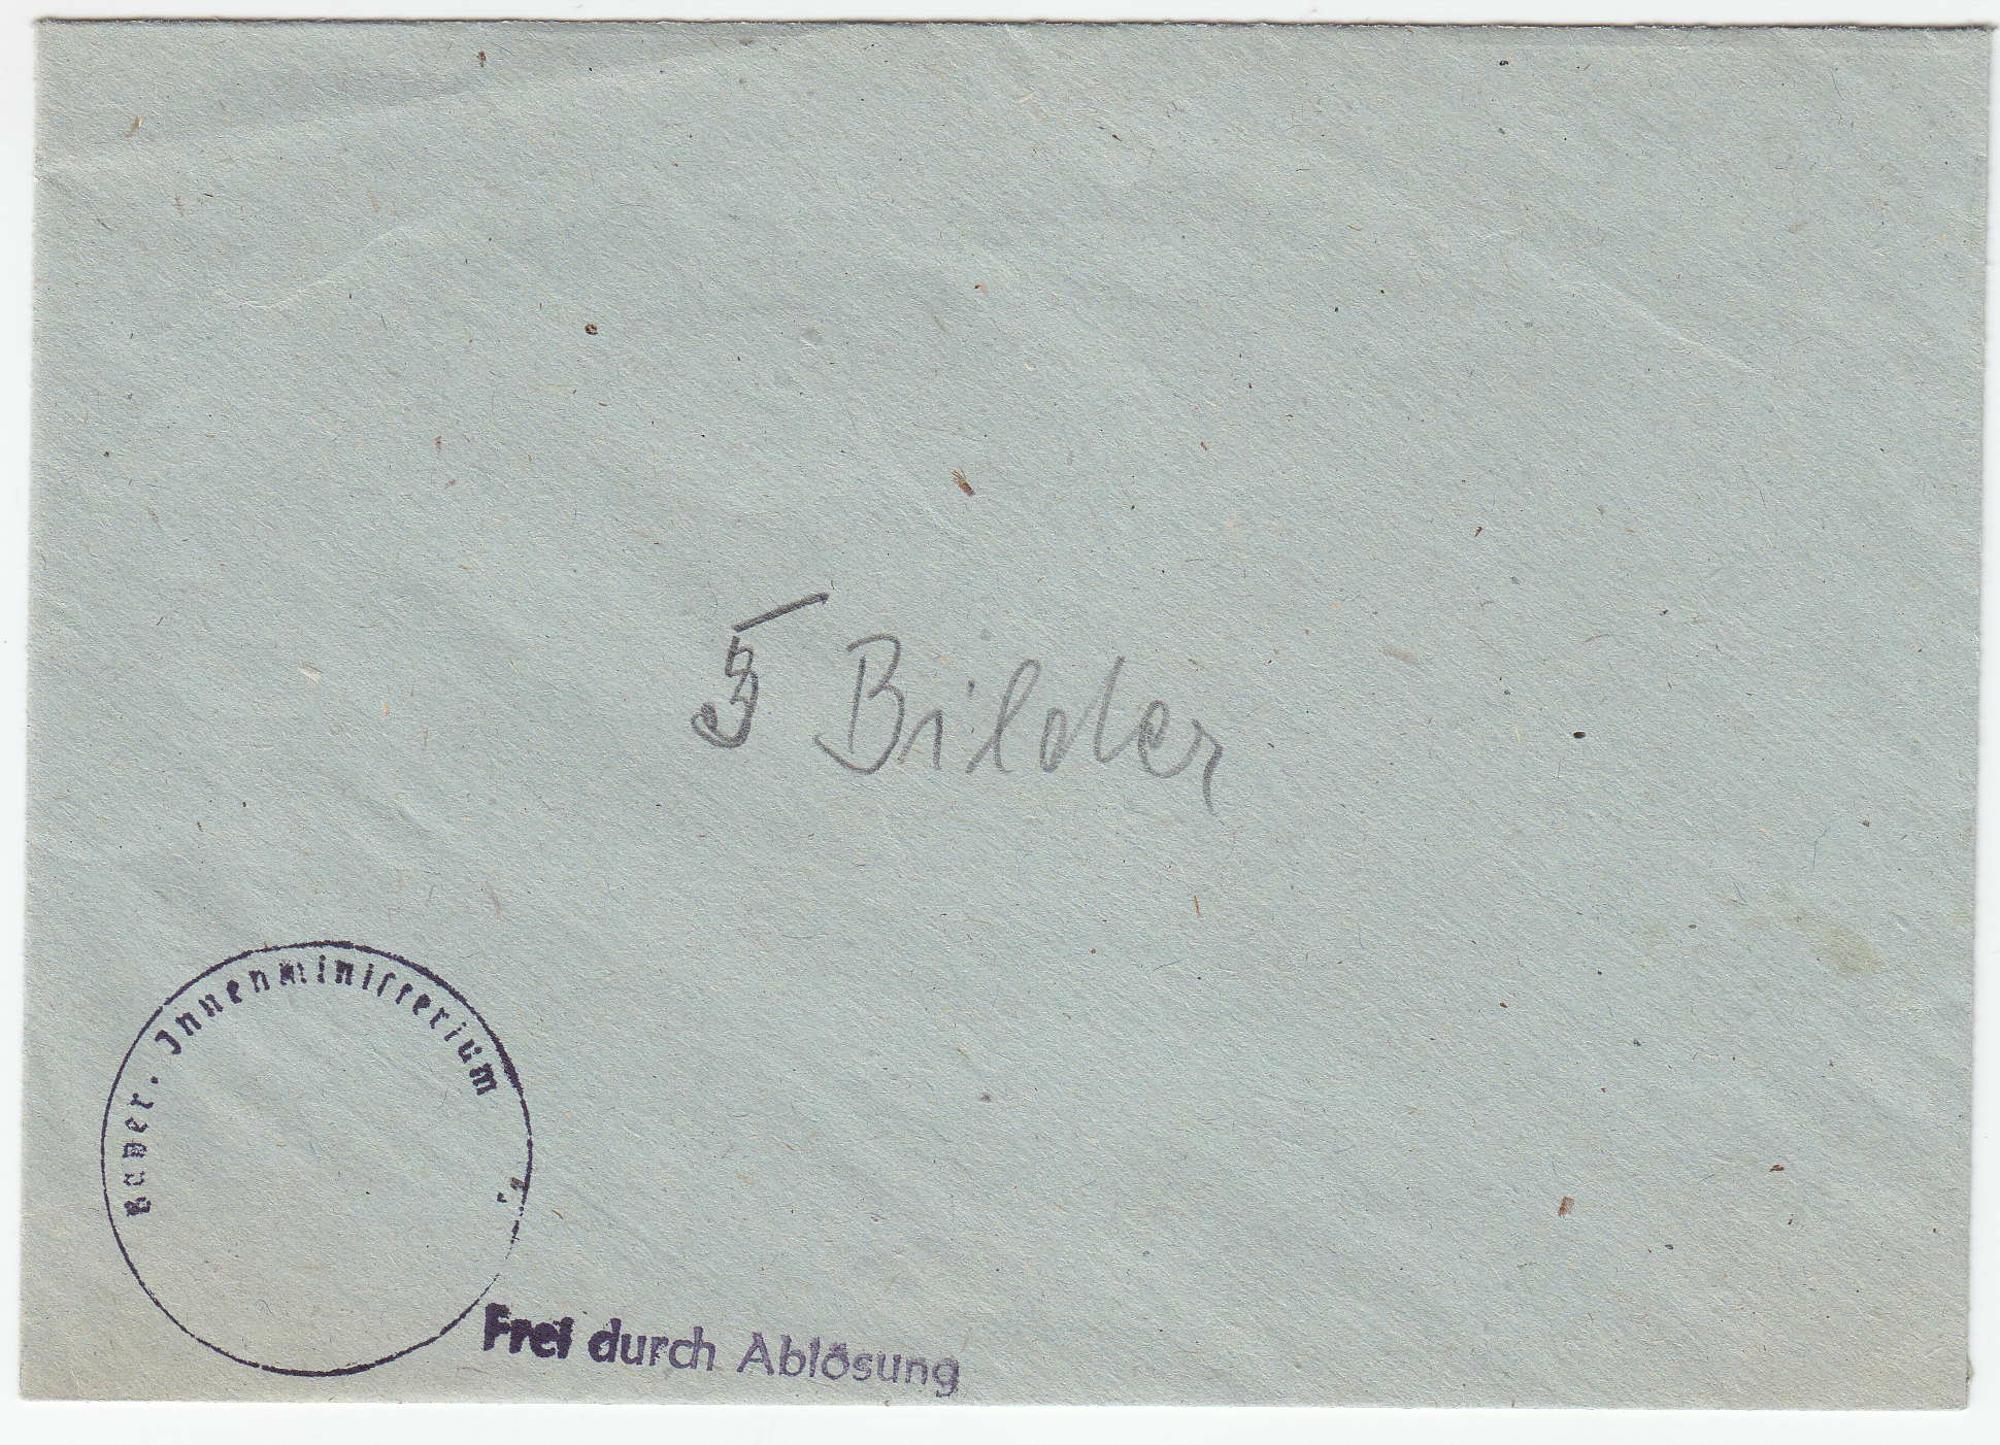 5 Bilder
Bayer. Innenministerium
Frei durch Ablösung